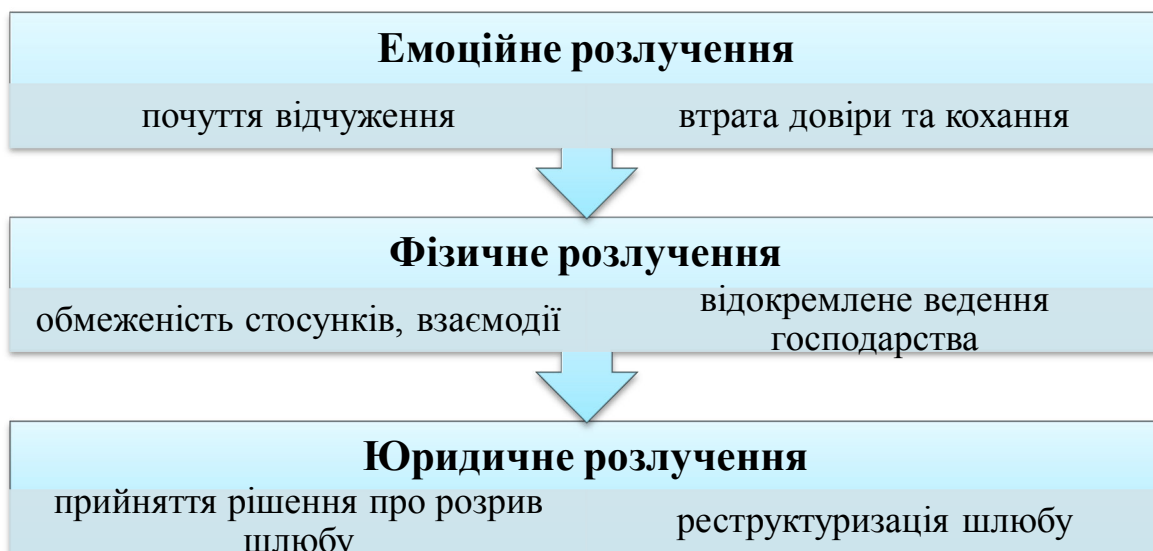 Емоційне розлучення
почуття відчуження
втрата довіри та кохання
Фізичне розлучення
обмеженість стосунків, взаємодії
відокремлене ведення
господарства
Юридичне розлучення
прийняття рішення про розрив
шлюбу
реструктуризація шлюбу